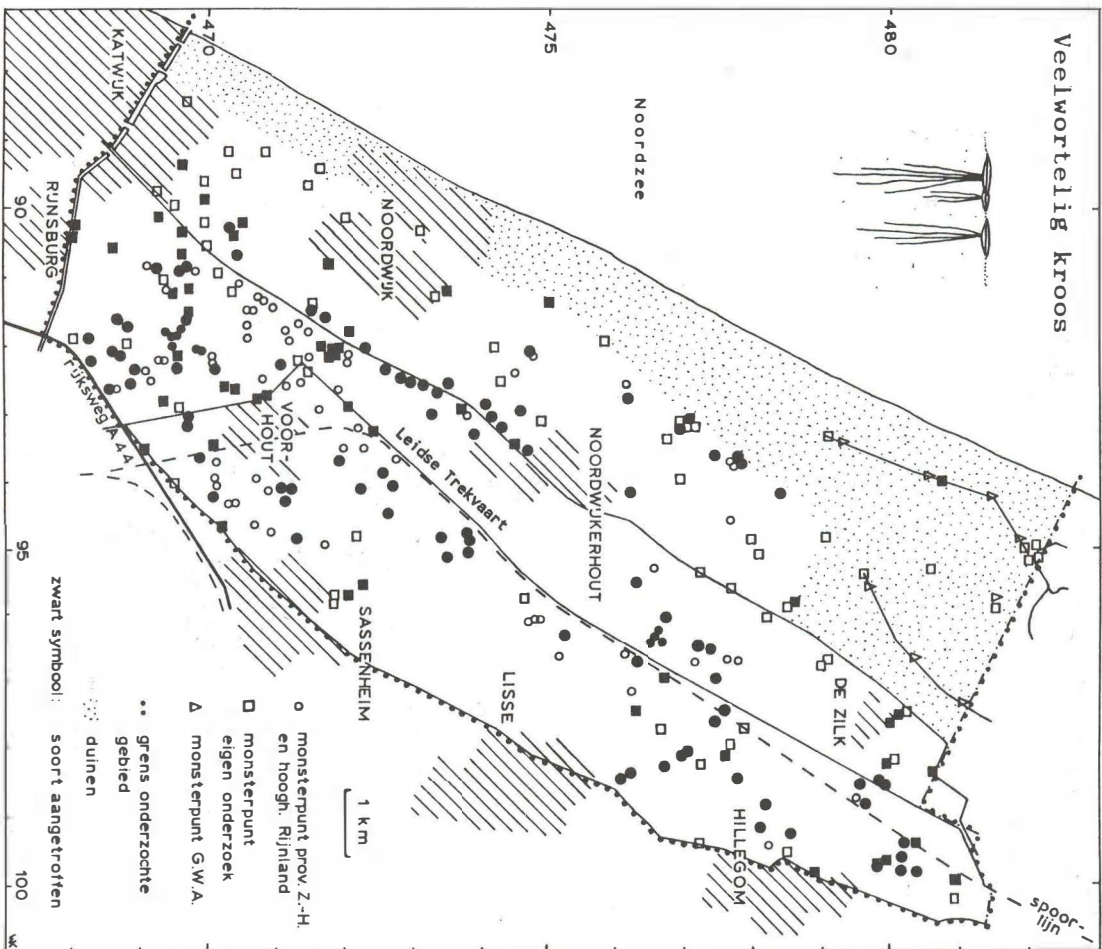 Veelwortelig kroos
Noordzee
470
475
480
90
95
100
KATWIJK
RIJNSBURG
NOORDWIJK
VOOR-
HOUT
NOORDWIJKERHOUT
Leidse Trekvaart
rijksweg A 44
SASSENHEIM
LISSE
DE ZILK
HILLEGOM
spoor-
lijn
1 km
monsterpunt prov. Z.-H.
en hoogh. Rijnland
monsterpunt
eigen onderzoek
monsterpunt G.W.A.
grens onderzochte
gebied
duinen
zwart symbool: soort aangetroffen